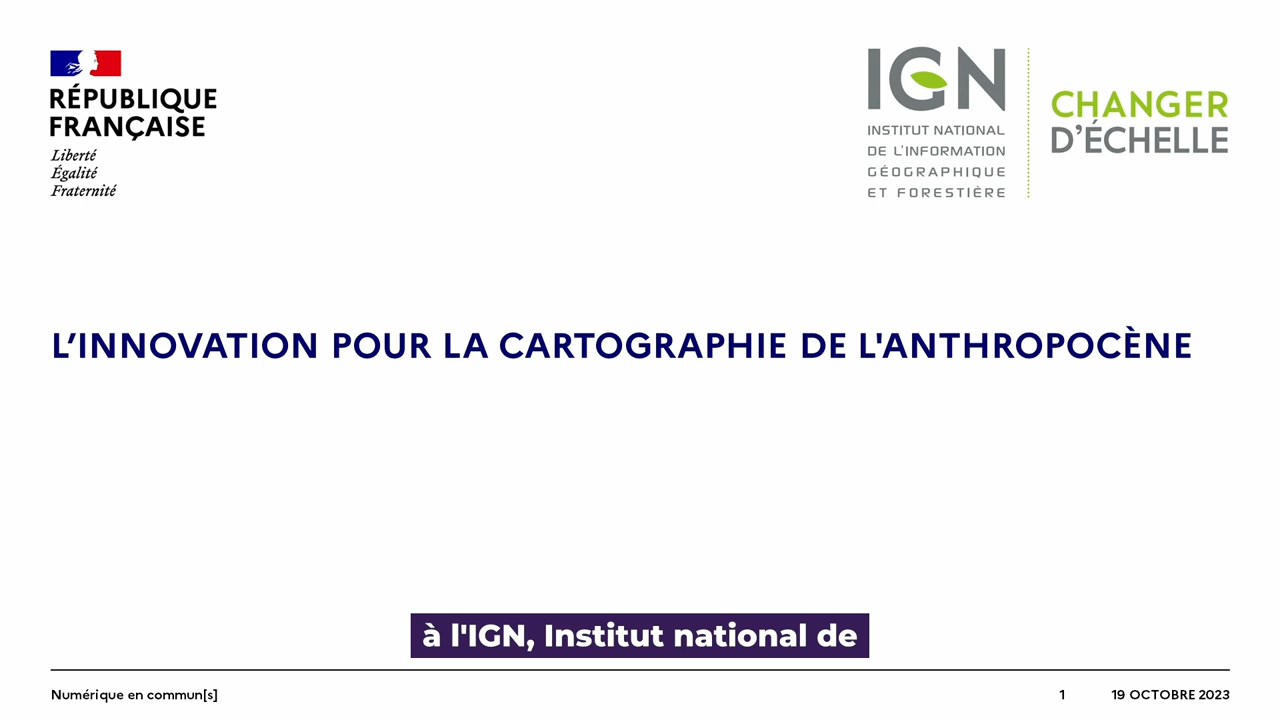 RÉPUBLIQUE
FRANÇAISE
Liberté
Égalité
Fraternité
IGN
INSTITUT NATIONAL
DE L'INFORMATION
GÉOGRAPHIQUE
ET FORESTIÈRE
CHANGER
D'ÉCHELLE
L’INNOVATION POUR LA CARTOGRAPHIE DE L'ANTHROPOCÈNE
à l'IGN, Institut national de
Numérique en commun[s]
1
19 OCTOBRE 2023